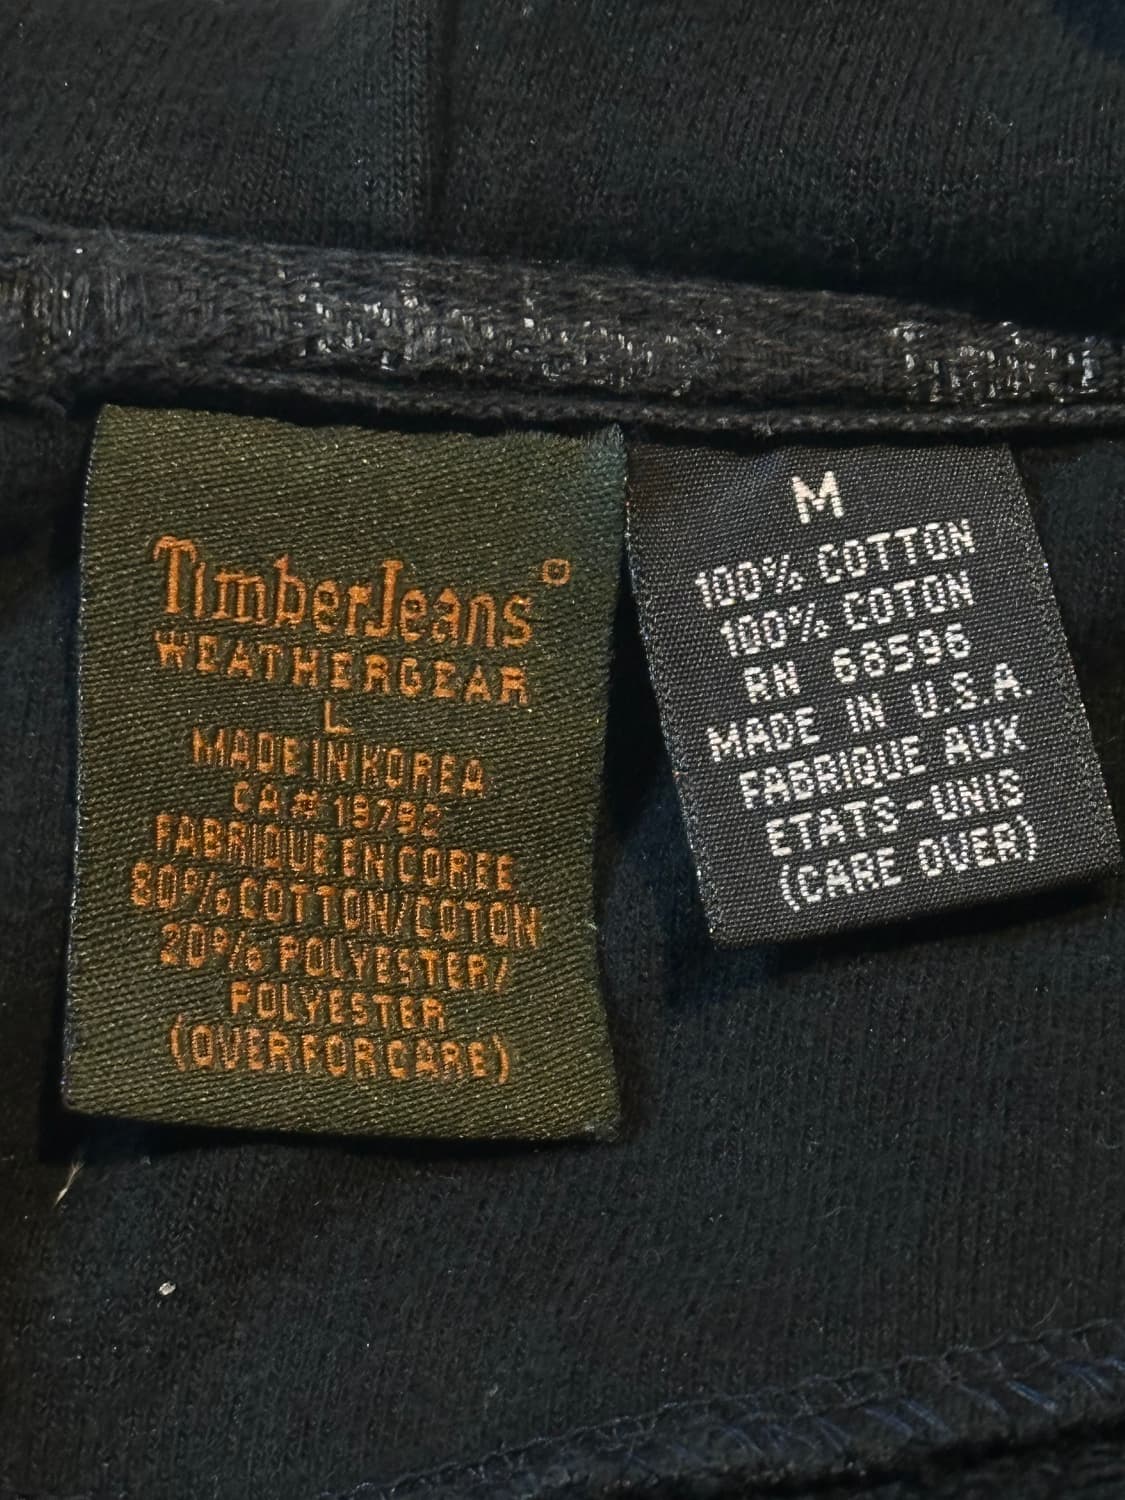 TimberJeans
WEATHERGEAR
L
MADE IN KOREA
CA# 19792
FABRIQUE EN COREE
80% COTTON/COTON
20% POLYESTER/
POLYESTER
(OVER FOR CARE)
M
100% COTTON
100% COTON
RN 68596
MADE IN U.S.A.
FABRIQUE AUX
ETATS-UNIS
(CARE OVER)